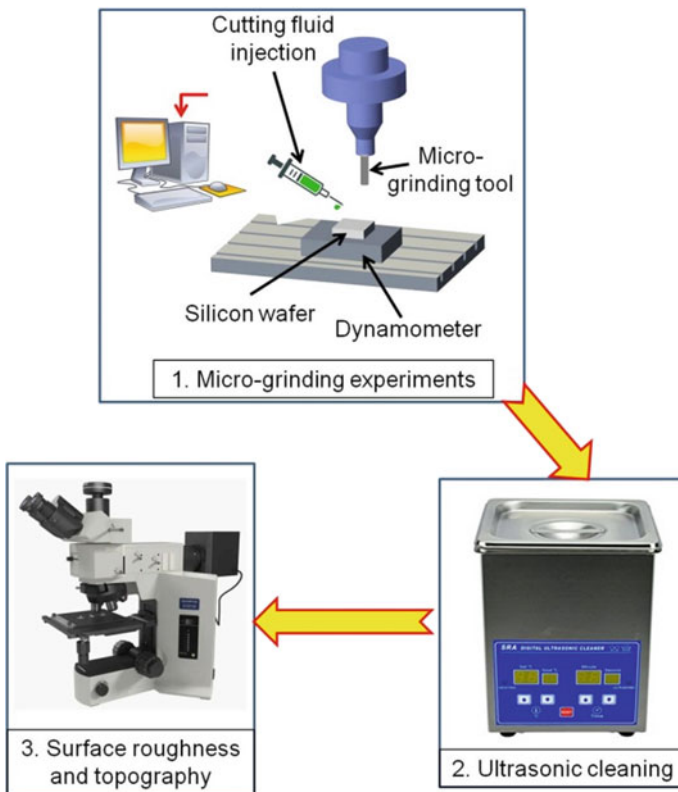 Cutting fluid
injection
Micro-
grinding tool
Silicon wafer
Dynamometer
1. Micro-grinding experiments
SRA DIGITAL ULTRASONIC CLEANER
2. Ultrasonic cleaning
3. Surface roughness
and topography